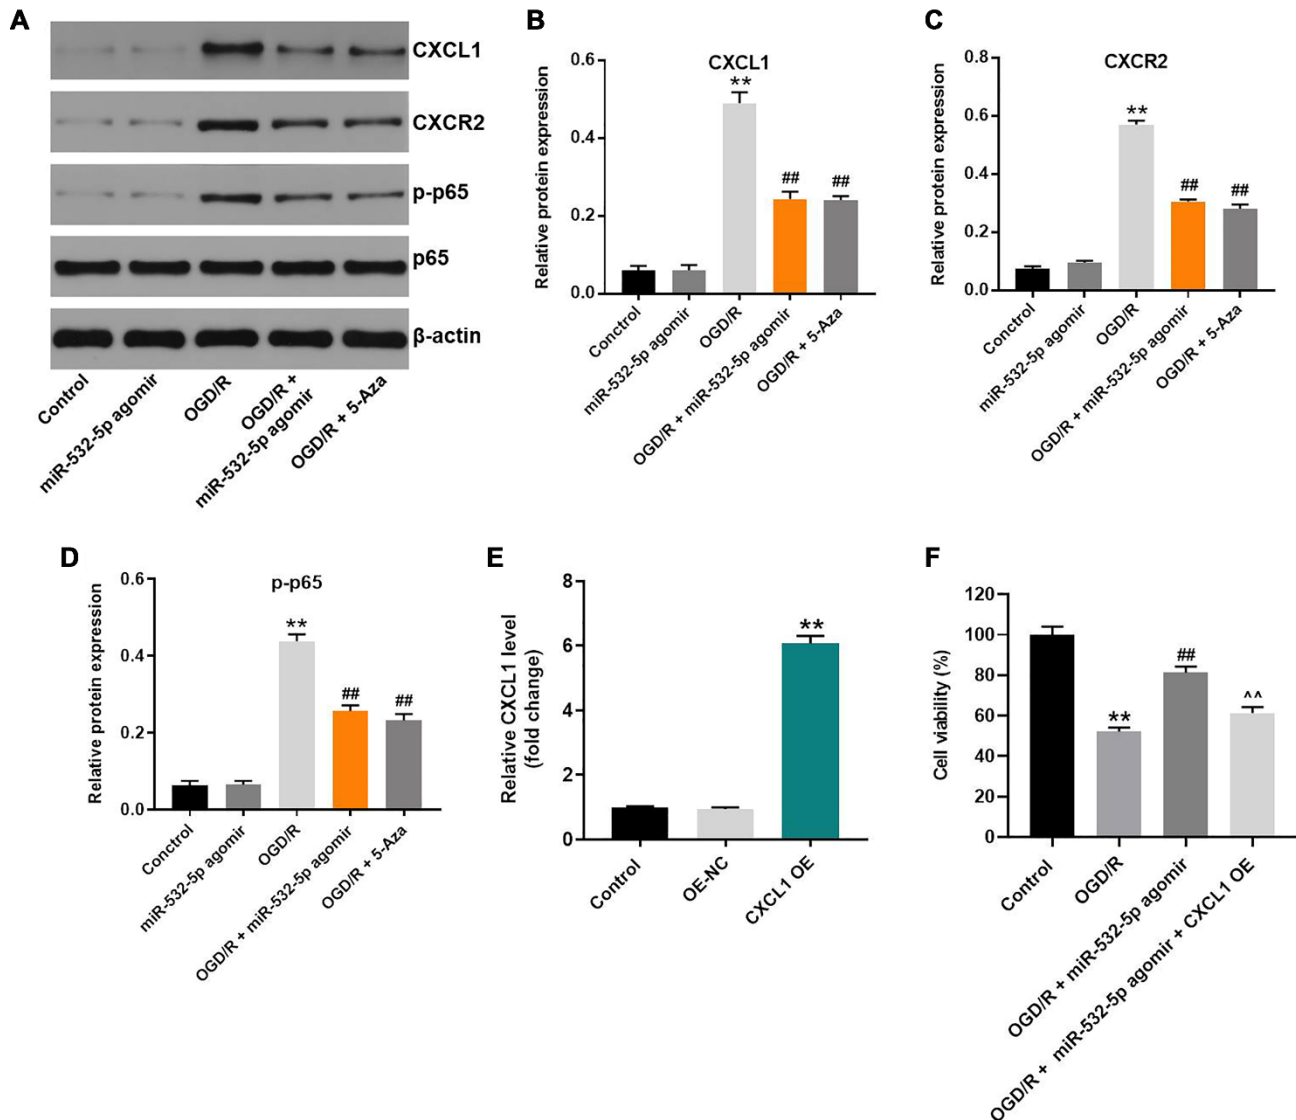 A
CXCL1
CXCR2
p-p65
p65
β-actin
Control
miR-532-5p agomir
OGD/R
OGD/R +
miR-532-5p agomir
OGD/R + 5-Aza
B
CXCL1
Relative protein expression
0.6
0.4
0.2
0.0
**
##
##
Conctrol
miR-532-5p agomir
OGD/R
OGD/R + miR-532-5p agomir
OGD/R + 5-Aza
C
CXCR2
Relative protein expression
0.8
0.6
0.4
0.2
0.0
**
##
##
Conctrol
miR-532-5p agomir
OGD/R
OGD/R + miR-532-5p agomir
OGD/R + 5-Aza
D
p-p65
Relative protein expression
0.6
0.4
0.2
0.0
**
##
##
Conctrol
miR-532-5p agomir
OGD/R
OGD/R + miR-532-5p agomir
OGD/R + 5-Aza
E
Relative CXCL1 level
(fold change)
8
6
4
2
0
**
Control
OE-NC
CXCL1 OE
F
Cell viability (%)
120
100
80
60
40
20
0
**
##
^^
Control
OGD/R
OGD/R + miR-532-5p agomir
OGD/R + miR-532-5p agomir + CXCL1 OE